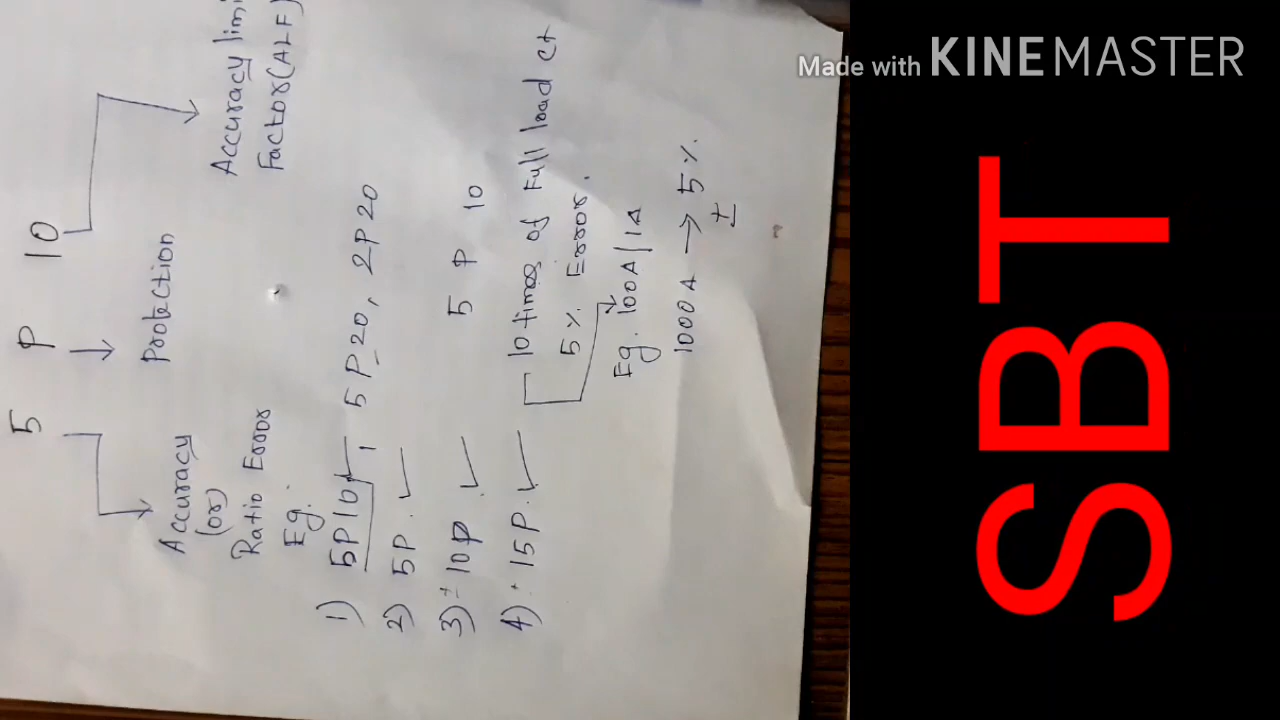 5 P 10
Accuracy
(or)
Ratio Error
Protection
Accuracy limi
Factor(ALF)
Eg.
1) 5P10, 5P20, 2P20
2) 5P.
3) 10P. 5 P 10
4) 15P. 10 times of Full load Ct
5% Error.
Eg. 100A/1A
1000A → 5%.
±
Made with KINEMASTER
SBT